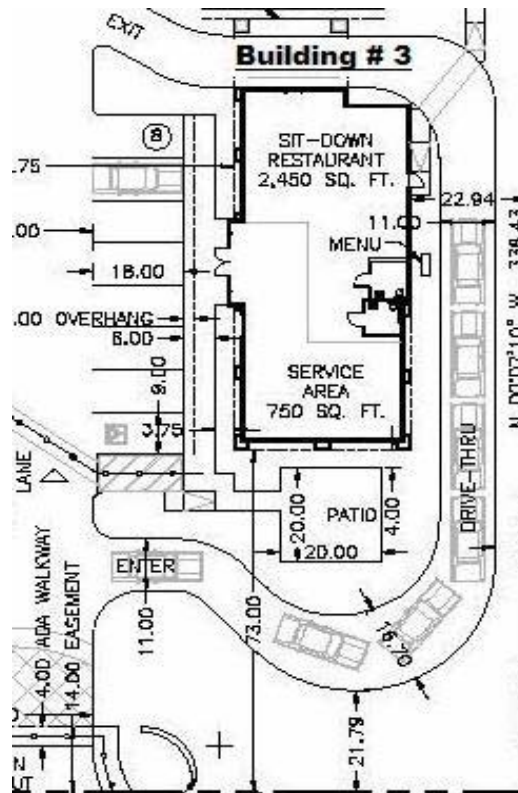 EXIT
Building # 3
8
SIT-DOWN
RESTAURANT
2,450 SQ. FT.
.75
22.94
11.00
MENU
.00
18.00
.00 OVERHANG
6.00
9.00
SERVICE
AREA
750 SQ. FT.
3.75
LANE
DRIVE-THRU
20.00
PATIO
4.00
20.00
ENTER
11.00
73.00
16.70
4.00 ADA WALKWAY
14.00 EASEMENT
21.79
N